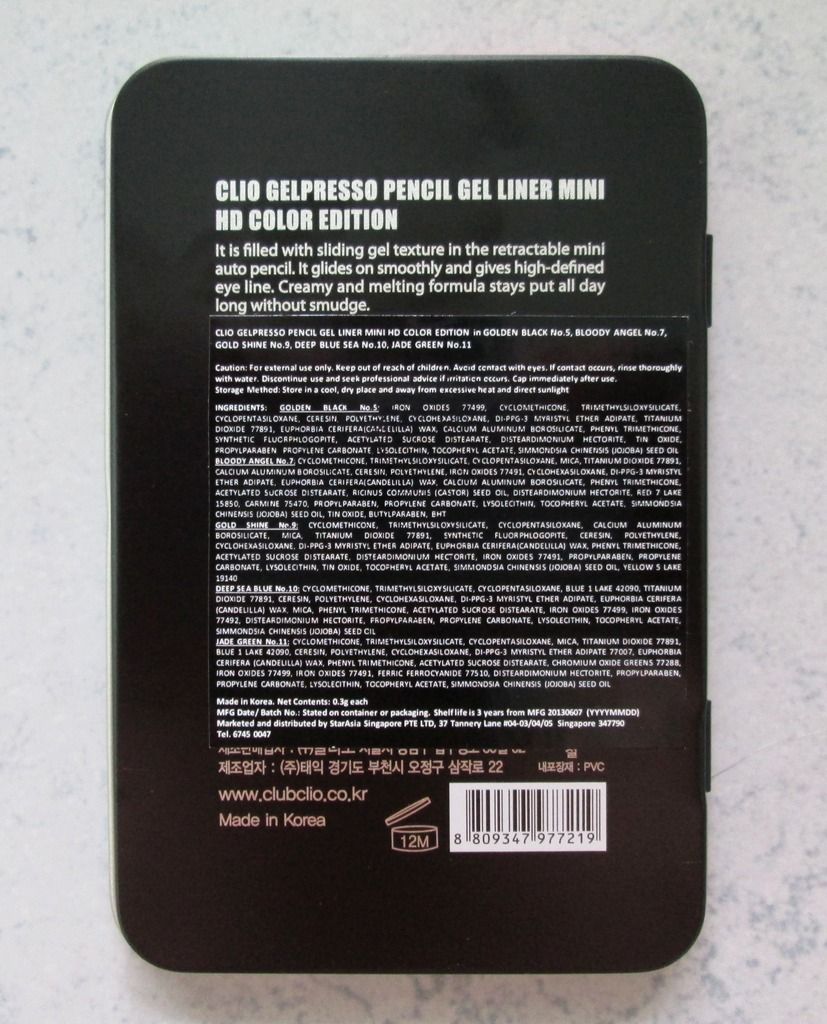 CLIO GELPRESSO PENCIL GEL LINER MINI
HD COLOR EDITION
It is filled with sliding gel texture in the retractable mini
auto pencil. It glides on smoothly and gives high-defined
eye line. Creamy and melting formula stays put all day
long without smudge.
CLIO GELPRESSO PENCIL GEL LINER MINI HD COLOR EDITION in GOLDEN BLACK No.5, BLOODY ANGEL No.7,
GOLD SHINE No.9, DEEP BLUE SEA No.10, JADE GREEN No.11
Caution: For external use only. Keep out of reach of children. Avoid contact with eyes. If contact occurs, rinse thoroughly
with water. Discontinue use and seek professional advice if irritation occurs. Cap immediately after use.
Storage Method: Store in a cool, dry place and away from excessive heat and direct sunlight
INGREDIENTS: GOLDEN BLACK No.5: IRON OXIDES 77499, CYCLOMETHICONE, TRIMETHYLSILOXYSILICATE,
CYCLOPENTASILOXANE, CERESIN, POLYETHYLENE, CYCLOHEXASILOXANE, DI-PPG-3 MYRISTYL ETHER ADIPATE, TITANIUM
DIOXIDE 77891, EUPHORBIA CERIFERA(CANDELILLA) WAX, CALCIUM ALUMINUM BOROSILICATE, PHENYL TRIMETHICONE,
SYNTHETIC FLUORPHLOGOPITE, ACETYLATED SUCROSE DISTEARATE, DISTEARDIMONIUM HECTORITE, TIN OXIDE,
PROPYLPARABEN PROPYLENE CARBONATE, LYSOLECITHIN, TOCOPHERYL ACETATE, SIMMONDSIA CHINENSIS (JOJOBA) SEED OIL
BLOODY ANGEL No.7: CYCLOMETHICONE, TRIMETHYLSILOXYSILICATE, CYCLOPENTASILOXANE, MICA, TITANIUM DIOXIDE 77891,
CALCIUM ALUMINUM BOROSILICATE, CERESIN, POLYETHYLENE, IRON OXIDES 77491, CYCLOHEXASILOXANE, DI-PPG-3 MYRISTYL
ETHER ADIPATE, EUPHORBIA CERIFERA(CANDELILLA) WAX, CALCIUM ALUMINUM BOROSILICATE, PHENYL TRIMETHICONE,
ACETYLATED SUCROSE DISTEARATE, RICINUS COMMUNIS (CASTOR) SEED OIL, DISTEARDIMONIUM HECTORITE, RED 7 LAKE
15850, CARMINE 75470, PROPYLPARABEN, PROPYLENE CARBONATE, LYSOLECITHIN, TOCOPHERYL ACETATE, SIMMONDSIA
CHINENSIS (JOJOBA) SEED OIL, TIN OXIDE, BUTYLPARABEN, BHT
GOLD SHINE No.9: CYCLOMETHICONE, TRIMETHYLSILOXYSILICATE, CYCLOPENTASILOXANE, CALCIUM ALUMINUM
BOROSILICATE, MICA, TITANIUM DIOXIDE 77891, SYNTHETIC FLUORPHLOGOPITE, CERESIN, POLYETHYLENE,
CYCLOHEXASILOXANE, DI-PPG-3 MYRISTYL ETHER ADIPATE, EUPHORBIA CERIFERA(CANDELILLA) WAX, PHENYL TRIMETHICONE,
ACETYLATED SUCROSE DISTEARATE, DISTEARDIMONIUM HECTORITE, IRON OXIDES 77491, PROPYLPARABEN, PROPYLENE
CARBONATE, LYSOLECITHIN, TIN OXIDE, TOCOPHERYL ACETATE, SIMMONDSIA CHINENSIS (JOJOBA) SEED OIL, YELLOW 5 LAKE
19140
DEEP SEA BLUE No.10: CYCLOMETHICONE, TRIMETHYLSILOXYSILICATE, CYCLOPENTASILOXANE, BLUE 1 LAKE 42090, TITANIUM
DIOXIDE 77891, CERESIN, POLYETHYLENE, CYCLOHEXASILOXANE, DI-PPG-3 MYRISTYL ETHER ADIPATE, EUPHORBIA CERIFERA
(CANDELILLA) WAX, MICA, PHENYL TRIMETHICONE, ACETYLATED SUCROSE DISTEARATE, IRON OXIDES 77499, IRON OXIDES
77492, DISTEARDIMONIUM HECTORITE, PROPYLPARABEN, PROPYLENE CARBONATE, LYSOLECITHIN, TOCOPHERYL ACETATE,
SIMMONDSIA CHINENSIS (JOJOBA) SEED OIL
JADE GREEN No.11: CYCLOMETHICONE, TRIMETHYLSILOXYSILICATE, CYCLOPENTASILOXANE, MICA, TITANIUM DIOXIDE 77891,
BLUE 1 LAKE 42090, CERESIN, POLYETHYLENE, CYCLOHEXASILOXANE, DI-PPG-3 MYRISTYL ETHER ADIPATE 77007, EUPHORBIA
CERIFERA (CANDELILLA) WAX, PHENYL TRIMETHICONE, ACETYLATED SUCROSE DISTEARATE, CHROMIUM OXIDE GREENS 77288,
IRON OXIDES 77499, IRON OXIDES 77491, FERRIC FERROCYANIDE 77510, DISTEARDIMONIUM HECTORITE, PROPYLPARABEN,
PROPYLENE CARBONATE, LYSOLECITHIN, TOCOPHERYL ACETATE, SIMMONDSIA CHINENSIS (JOJOBA) SEED OIL
Made in Korea. Net Contents: 0.3g each
MFG Date/ Batch No.: Stated on container or packaging. Shelf life is 3 years from MFG 20130607 (YYYYMMDD)
Marketed and distributed by StarAsia Singapore PTE LTD, 37 Tannery Lane #04-03/04/05 Singapore 347790
Tel. 6745 0047
제조업자 : (주)태익 경기도 부천시 오정구 삼작로 22 내포장재 : PVC
www.clubclio.co.kr
Made in Korea
12M
8 809347 977219